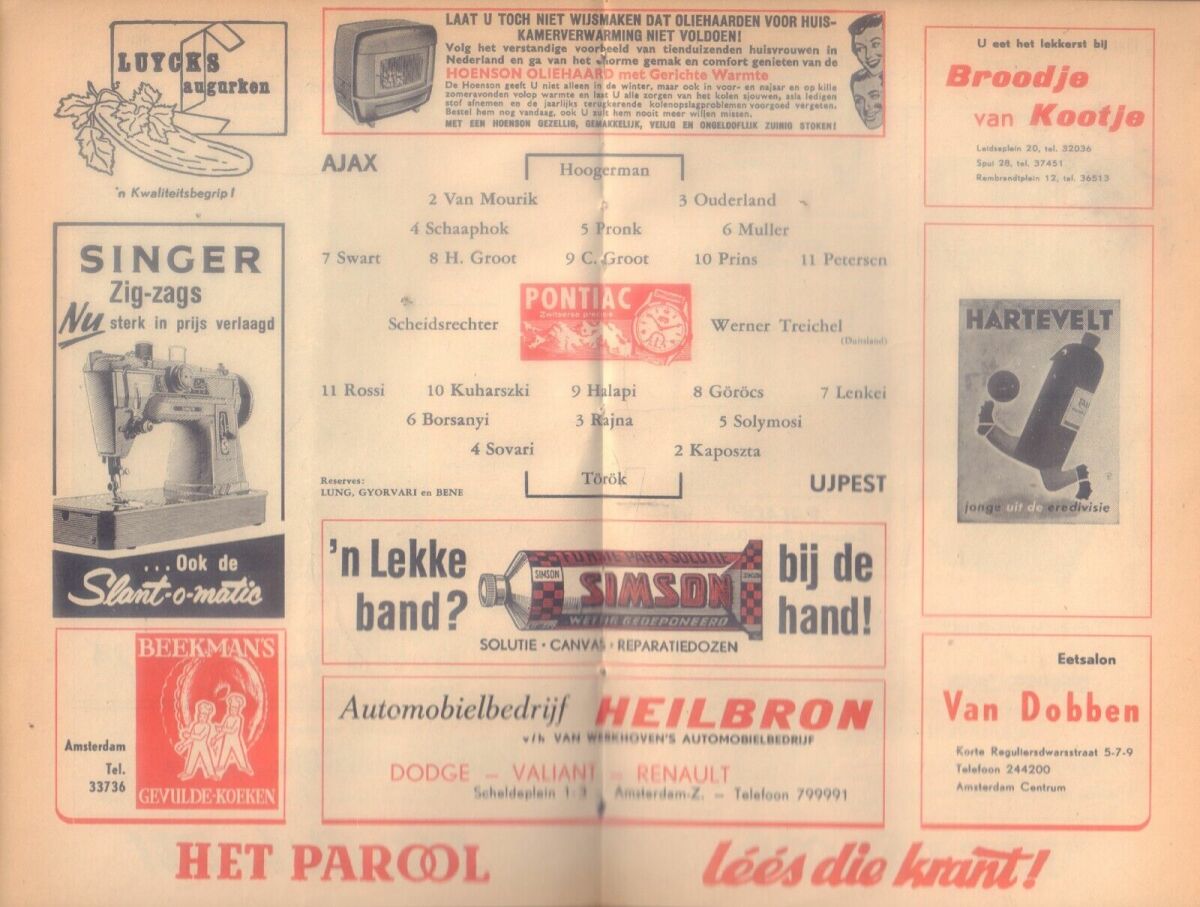 LUYCKS
augurken
'n Kwaliteitsbegrip!
LAAT U TOCH NIET WIJSMAKEN DAT OLIEHAARDEN VOOR HUIS-
KAMERVERWARMING NIET VOLDOEN!
Volg het verstandige voorbeeld van tienduizenden huisvrouwen in
Nederland en ga van het enorme gemak en comfort genieten van de
HOENSON OLIEHAARD met Gerichte Warmte
De Hoenson geeft U niet alleen in de winter, maar ook in voor- en najaar en op kille
zomeravonden volop warmte en laat U alle zorgen van het kolen sjouwen, asla ledigen
stof afnemen en de jaarlijks terugkerende kolenopslagproblemen voorgoed vergeten.
Bestel hem nog vandaag, ook U zult hem nooit meer willen missen.
MET EEN HOENSON GEZELLIG, GEMAKKELIJK, VEILIG EN ONGELOOFLIJK ZUINIG STOKEN!
U eet het lekkerst bij
Broodje
van Kootje
Leidseplein 20, tel. 32036
Spui 28, tel. 37451
Rembrandtplein 12, tel. 36513
AJAX
Hoogerman
2 Van Mourik 3 Ouderland
4 Schaaphok 5 Pronk 6 Muller
7 Swart 8 H. Groot 9 C. Groot 10 Prins 11 Petersen
PONTIAC
Zwitserse precisie
Scheidsrechter Werner Treichel
(Duitsland)
11 Rossi 10 Kuharszki 9 Halapi 8 Göröcs 7 Lenkei
6 Borsanyi 3 Rajna 5 Solymosi
4 Sovari 2 Kaposzta
Török
Reserves:
LUNG, GYORVARI en BENE
UJPEST
SINGER
Zig-zags
Nu sterk in prijs verlaagd
...Ook de
Slant-o-matic
HARTEVELT
jonge uit de eredivisie
'n Lekke
band?
SIMSON
SIMSON
WETTIG GEDEPONEERD
bij de
hand!
SOLUTIE · CANVAS · REPARATIEDOZEN
BEEKMAN'S
GEVULDE-KOEKEN
Amsterdam
Tel.
33736
Automobielbedrijf HEILBRON
v/h VAN WERKHOVEN'S AUTOMOBIELBEDRIJF
DODGE – VALIANT – RENAULT
Scheldeplein 1-3 Amsterdam-Z. – Telefoon 799991
Eetsalon
Van Dobben
Korte Reguliersdwarsstraat 5-7-9
Telefoon 244200
Amsterdam Centrum
HET PAROOL léés die krant!